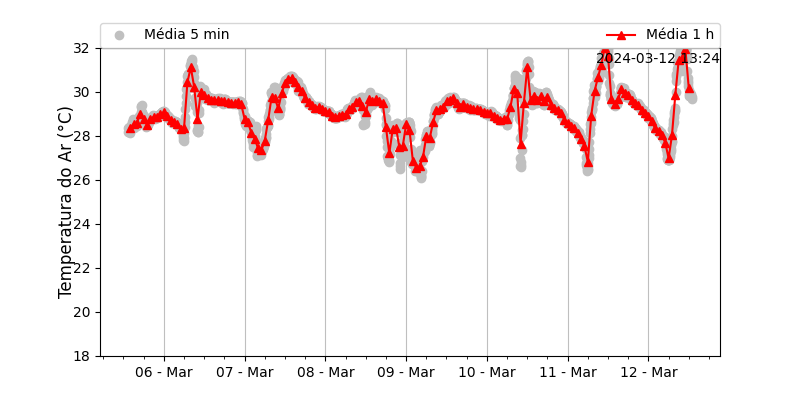 Média 5 min
Média 1 h
2024-03-12 13:24
Temperatura do Ar (°C)
32
30
28
26
24
22
20
18
06 - Mar
07 - Mar
08 - Mar
09 - Mar
10 - Mar
11 - Mar
12 - Mar